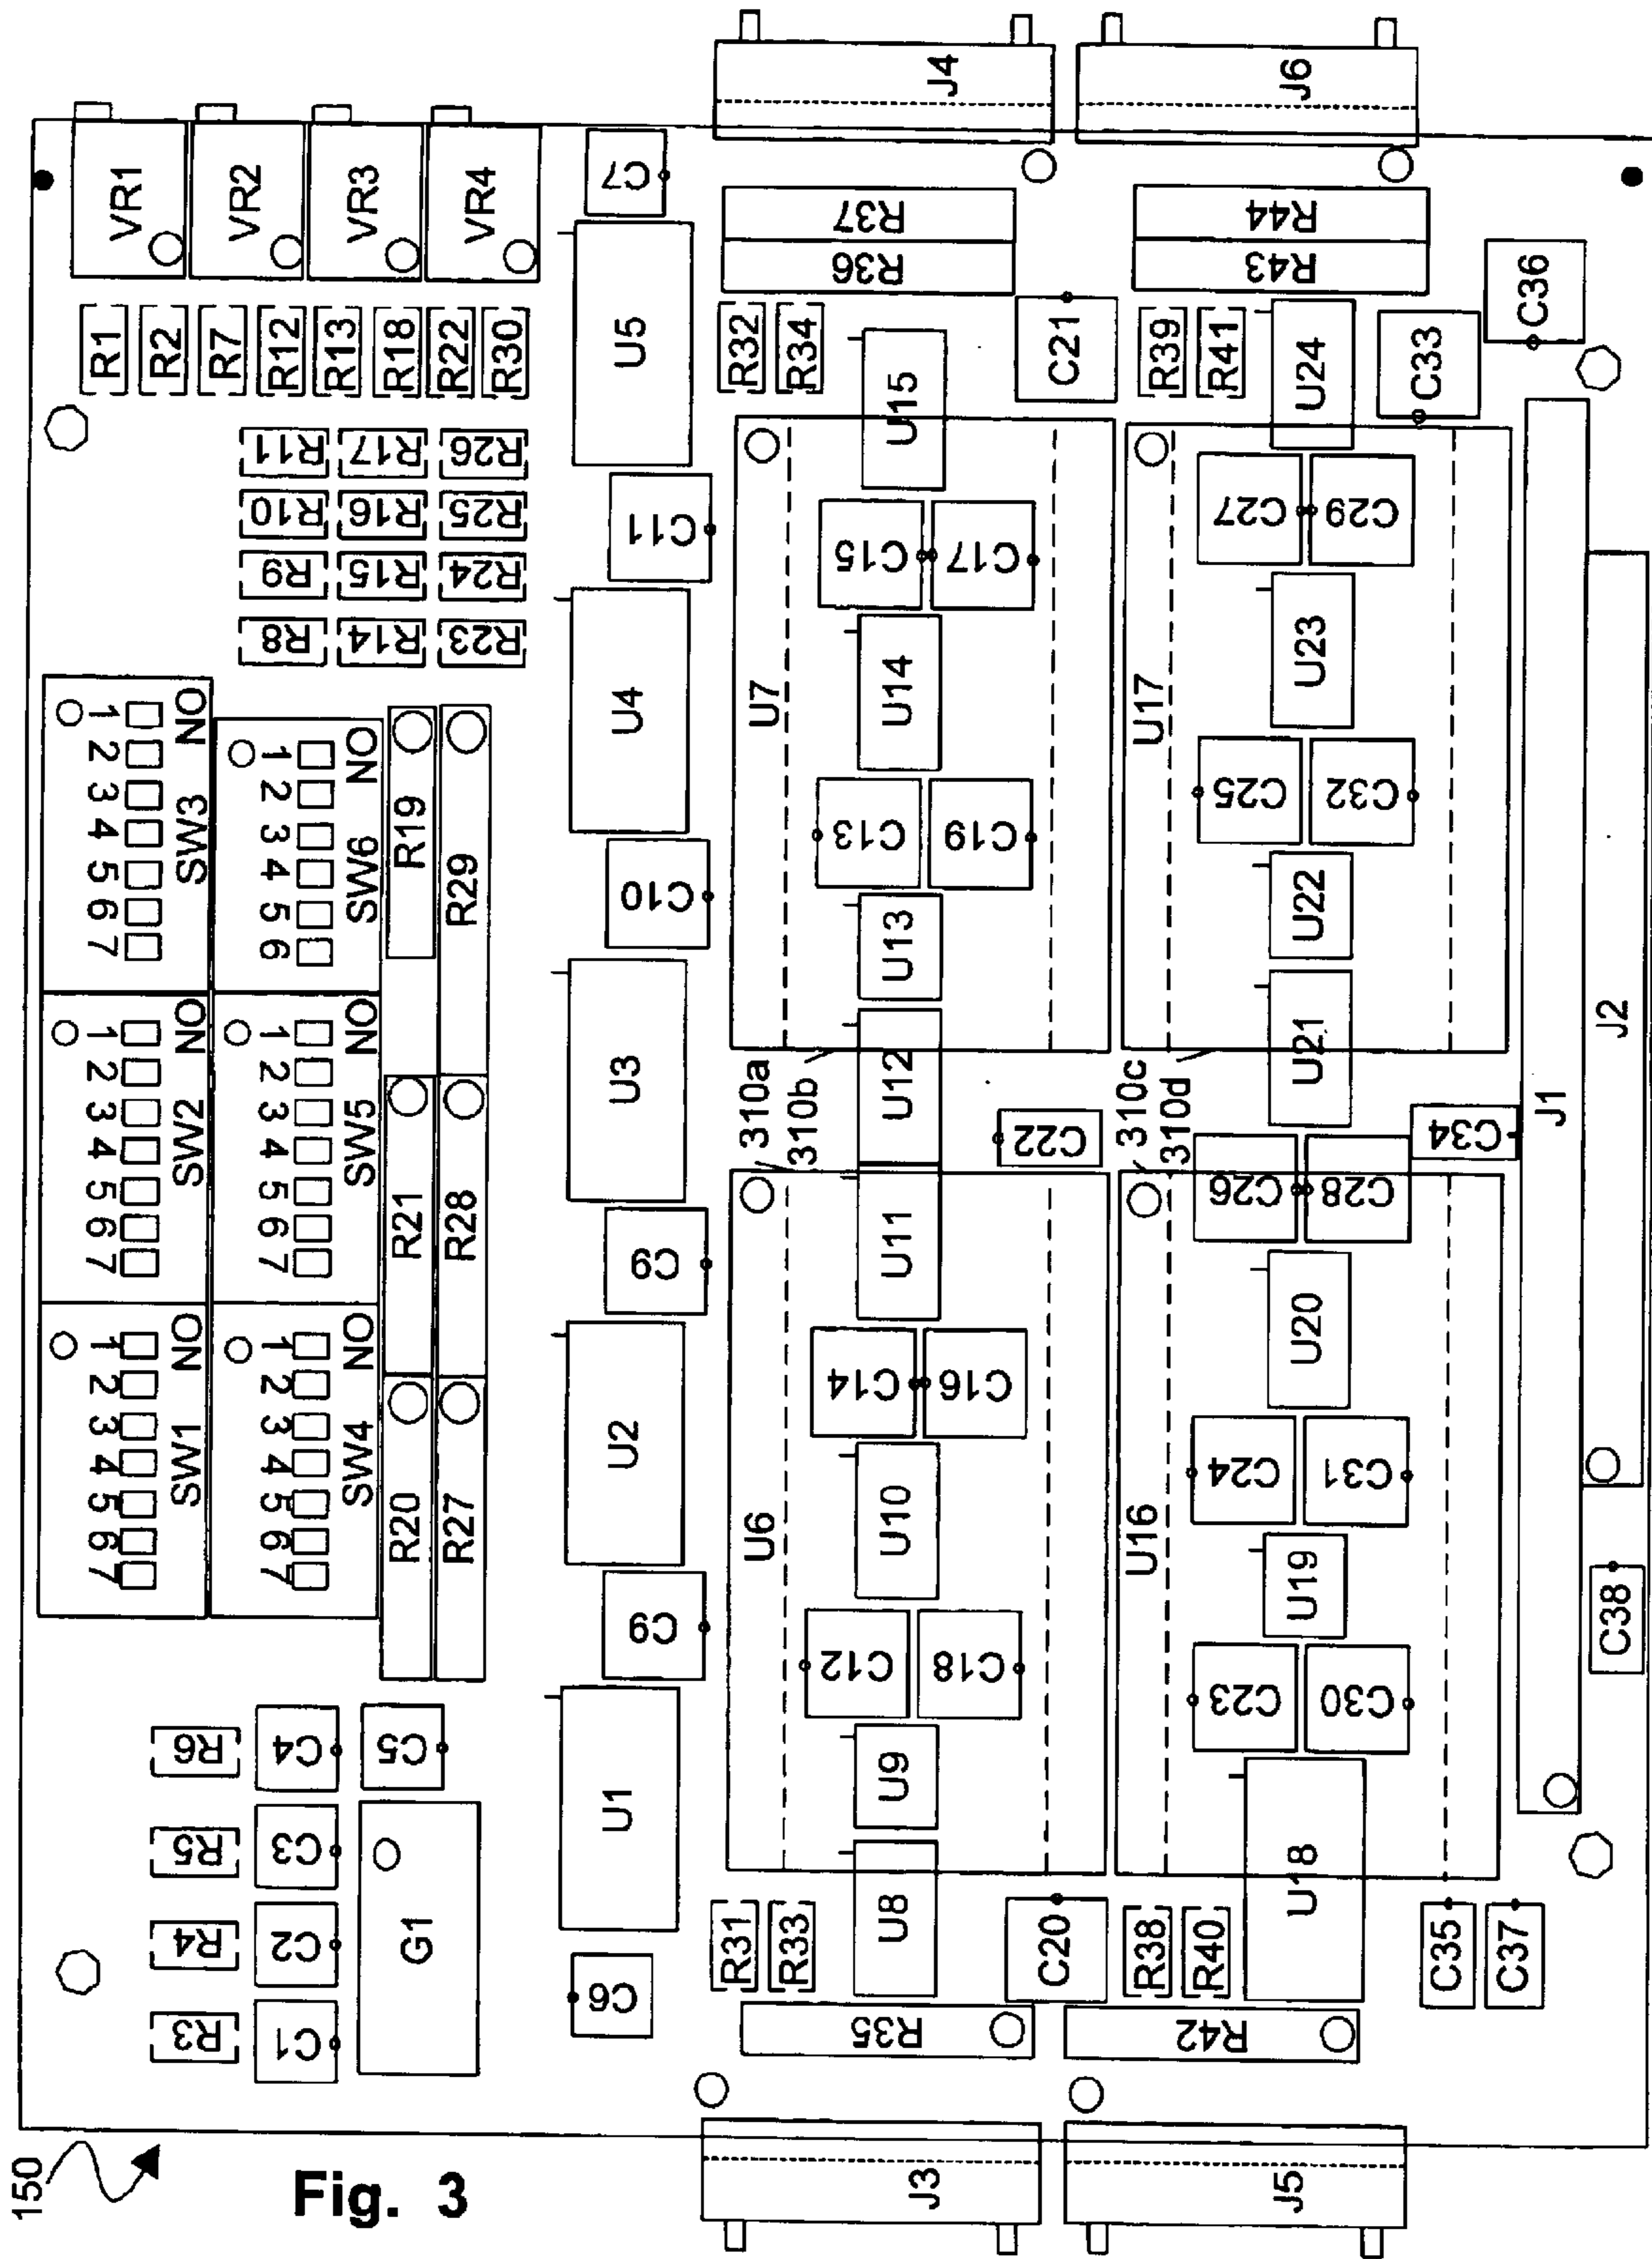 VR1
VR2
VR3
VR4
R1
R2
R7
R12
R13
R18
R22
R30
R11
R17
R26
R10
R16
R25
R9
R15
R24
R8
R14
R23
1 2 3 4 5 6 7
NO
SW3
1 2 3 4 5 6
NO
SW6
1 2 3 4 5 6 7
NO
SW2
1 2 3 4 5 6 7
NO
SW5
1 2 3 4 5 6 7
NO
SW1
1 2 3 4 5 6 7
NO
SW4
R19
R29
R21
R28
R20
R27
R6
R5
R4
R3
C4
C3
C2
C1
C5
G1
C7
U5
C11
U4
C10
U3
C9
U2
C9
U1
C6
J4
J6
R37
R36
R44
R43
R32
R34
C21
R39
R41
C33
C36
U15
U24
U7
C15
C17
U14
C13
C19
U13
U12
U17
C27
C29
U23
C25
C32
U22
U21
310a
310b
310c
310d
C22
C34
U6
U11
C14
C16
U10
C12
C18
U9
U8
U16
C26
C28
U20
C24
C31
U19
C23
C30
U18
R31
R33
C20
R38
R40
C35
C37
R35
R42
J1
J2
C38
J3
J5
150
Fig. 3